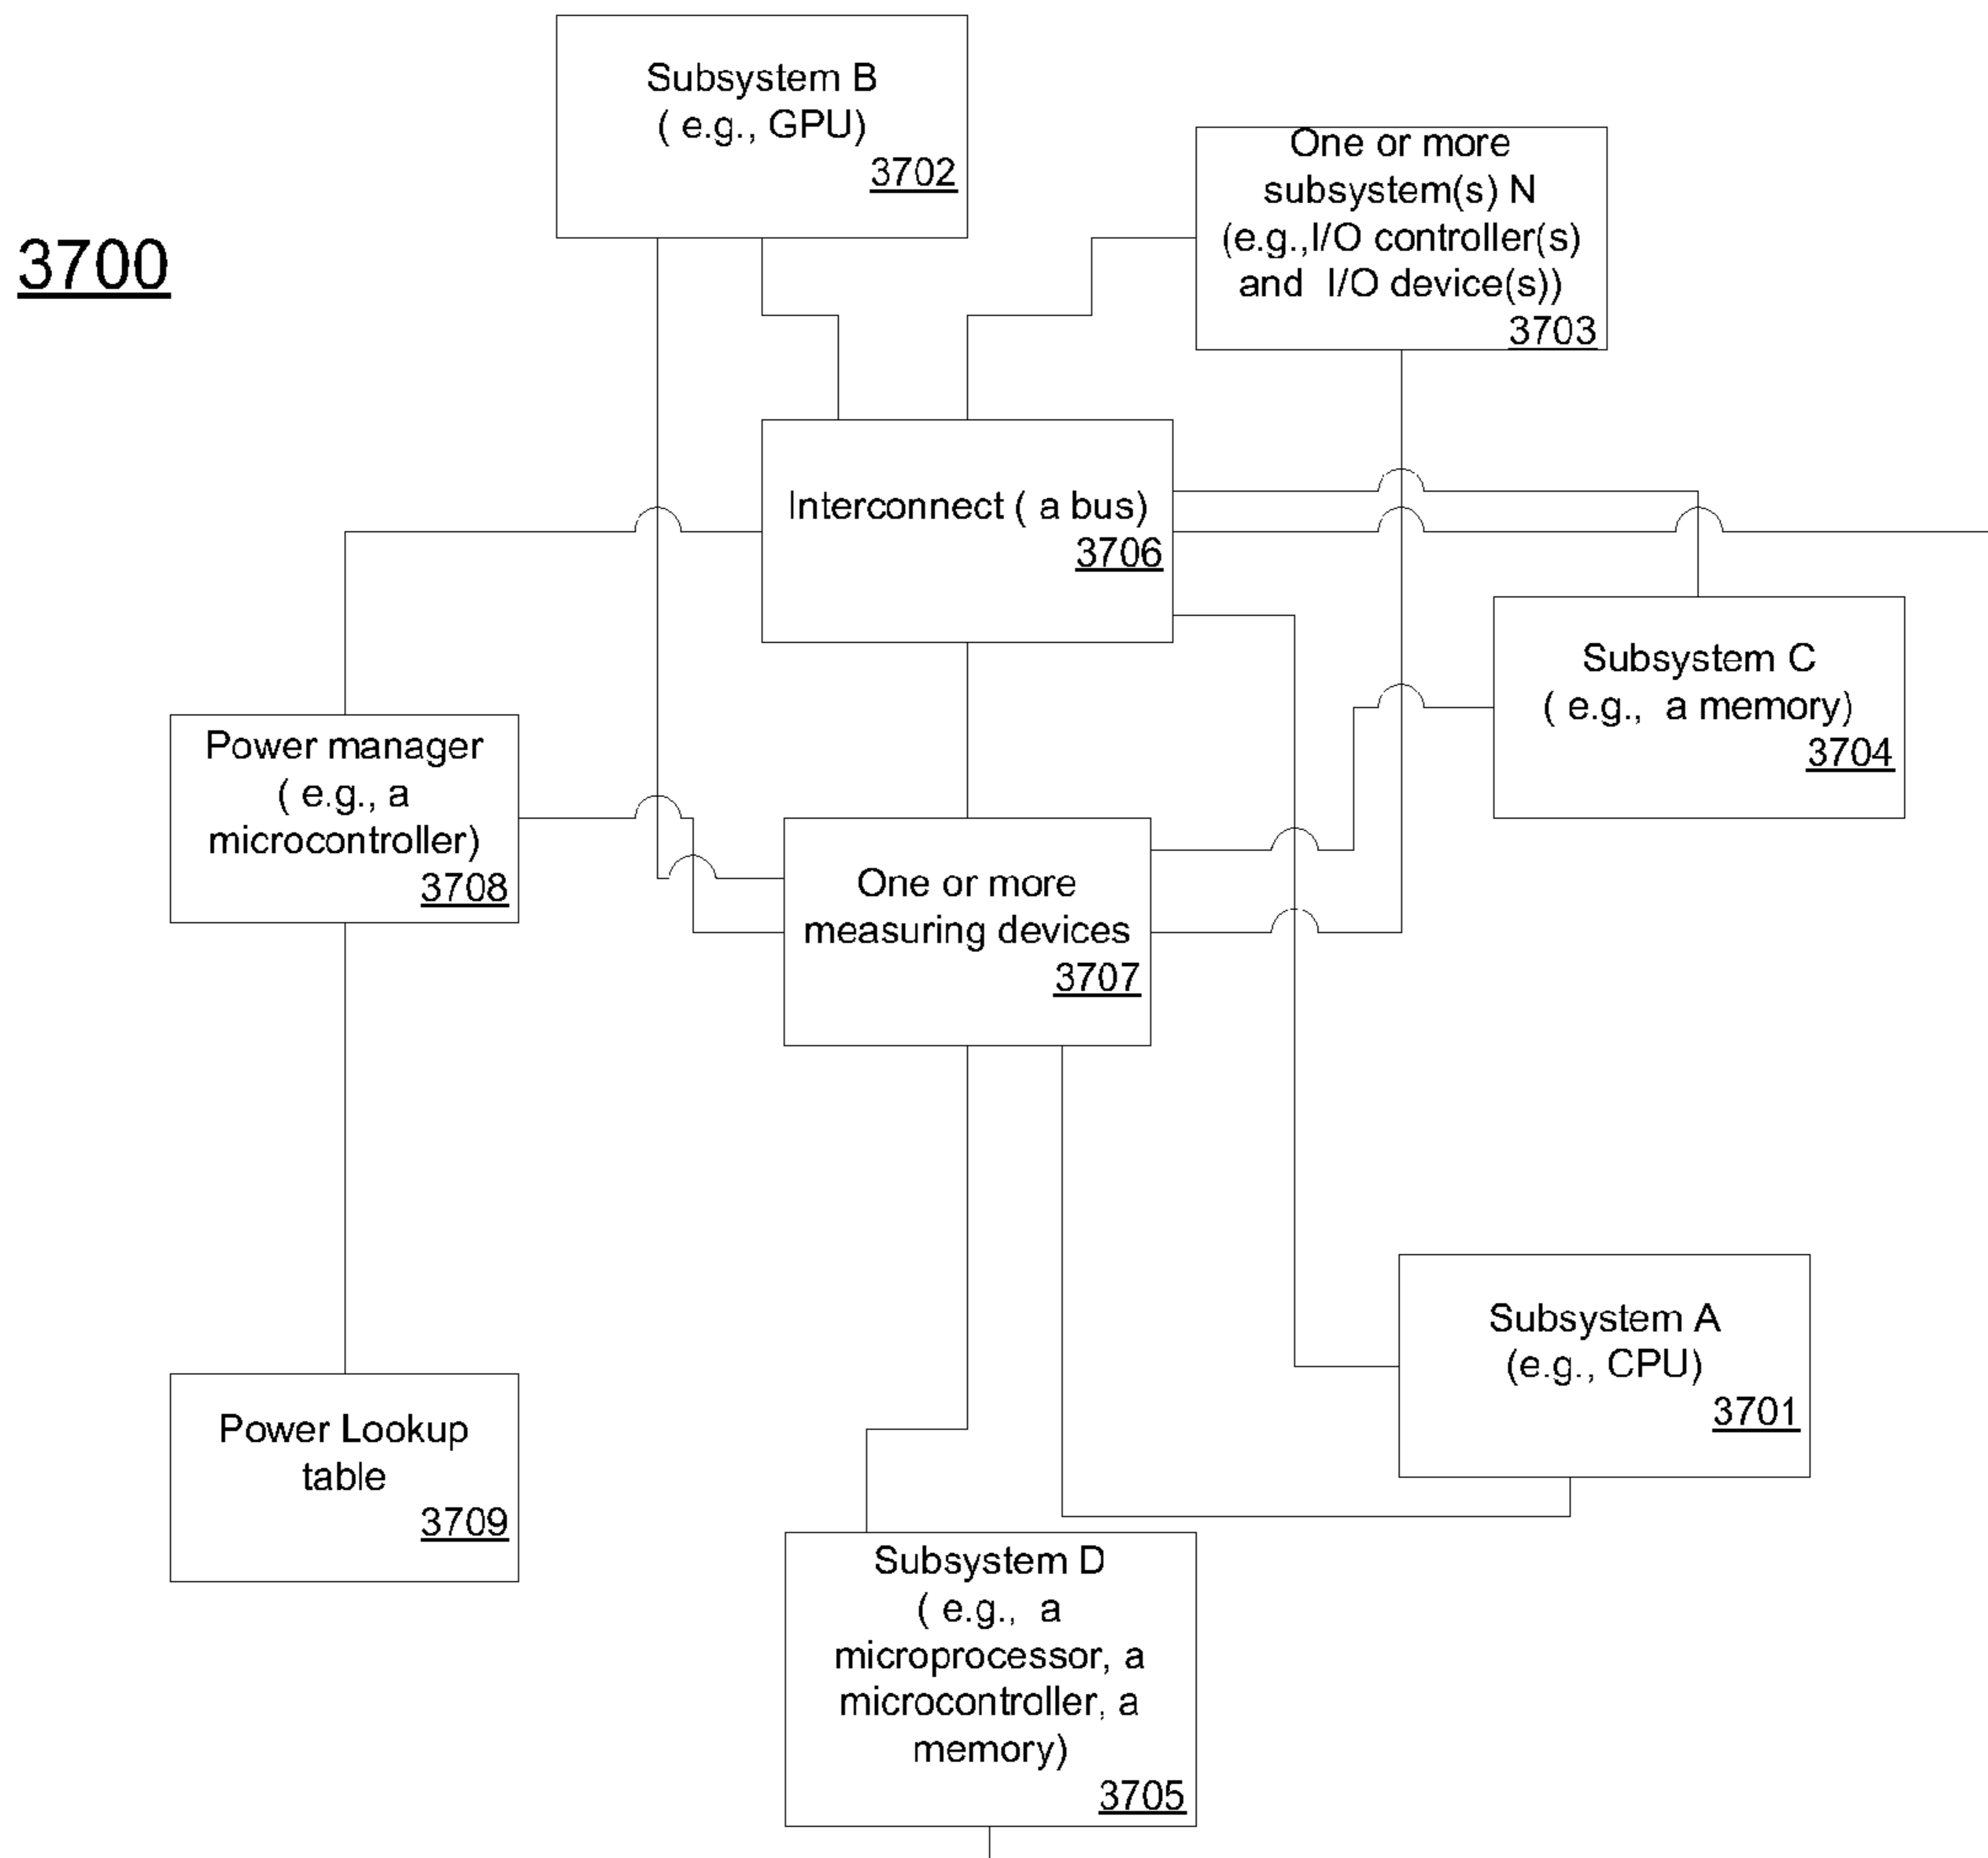 3700
Subsystem B
( e.g., GPU)
3702
One or more
subsystem(s) N
(e.g.,I/O controller(s)
and I/O device(s))
3703
Interconnect ( a bus)
3706
Subsystem C
( e.g., a memory)
3704
Power manager
( e.g., a
microcontroller)
3708
One or more
measuring devices
3707
Subsystem A
(e.g., CPU)
3701
Power Lookup
table
3709
Subsystem D
( e.g., a
microprocessor, a
microcontroller, a
memory)
3705